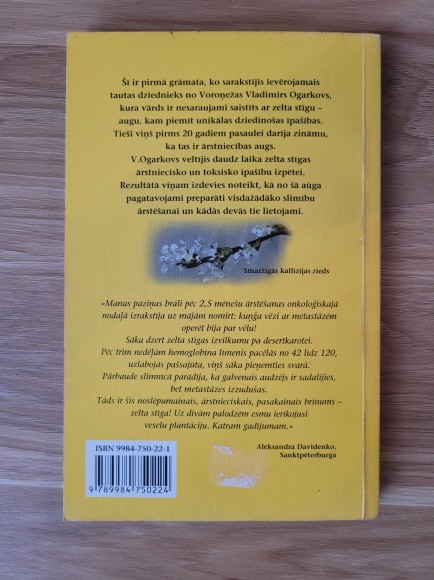 Šī ir pirmā grāmata, ko sarakstījis ievērojamais
tautas dziednieks no Voroņežas Vladimirs Ogarkovs,
kura vārds ir nesaraujami saistīts ar zelta stīgu –
augu, kam piemīt unikālas dziedinošas īpašības.
Tieši viņš pirms 20 gadiem pasaulei darīja zināmu,
ka tas ir ārstniecības augs.
V.Ogarkovs veltījis daudz laika zelta stīgas
ārstniecisko un toksisko īpašību izpētei.
Rezultātā viņam izdevies noteikt, kā no šā auga
pagatavojami preparāti visdažādāko slimību
ārstēšanai un kādās devās tie lietojami.
Smaržīgās kallīzijas zieds
«Manas paziņas brāli pēc 2,5 mēnešu ārstēšanas onkoloģiskajā
nodaļā izrakstīja uz mājām nomirt: kuņģa vēzi ar metastāzēm
operēt bija par vēlu!
Sāka dzert zelta stīgas izvilkumu pa desertkarotei.
Pēc trim nedēļām hemoglobīna līmenis pacēlās no 42 līdz 120,
uzlabojās pašsajūta, viņš sāka pieņemties svarā.
Pārbaude slimnīcā parādīja, ka galvenais audzējs ir sadalījies,
bet metastāzes izzudušas.
Tāds ir šis noslēpumainais, ārstnieciskais, pasakainais brīnums –
zelta stīga! Uz divām palodzēm esmu ierīkojusi
veselu plantāciju. Katram gadījumam.»
Aleksandra Davidenko,
Sanktpēterburga
ISBN 9984-750-22-1
9 789984 750224